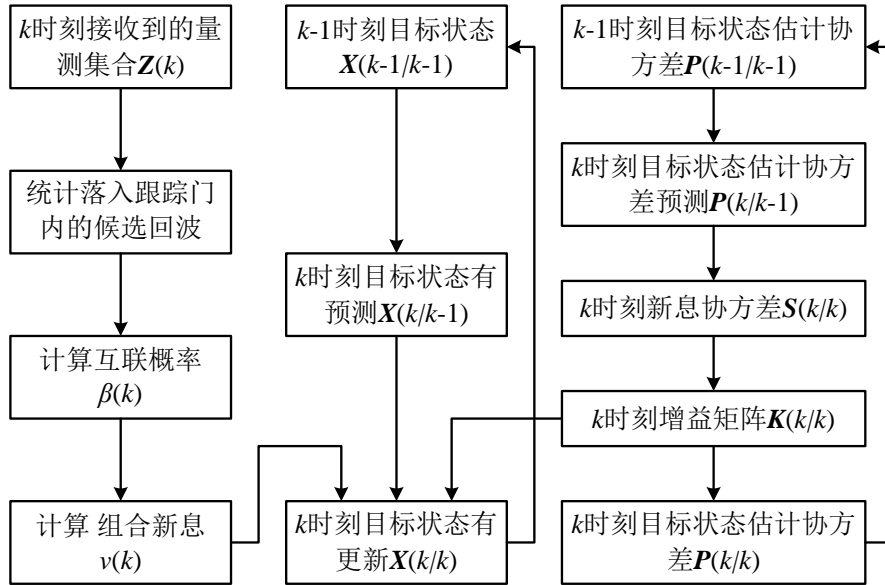 k时刻接收到的量
测集合Z(k)
统计落入跟踪门
内的候选回波
计算互联概率
β(k)
计算 组合新息
v(k)
k-1时刻目标状态
X(k-1/k-1)
k时刻目标状态有
预测X(k/k-1)
k时刻目标状态有
更新X(k/k)
k-1时刻目标状态估计协
方差P(k-1/k-1)
k时刻目标状态估计协方
差预测P(k/k-1)
k时刻新息协方差S(k/k)
k时刻增益矩阵K(k/k)
k时刻目标状态估计协方
差P(k/k)